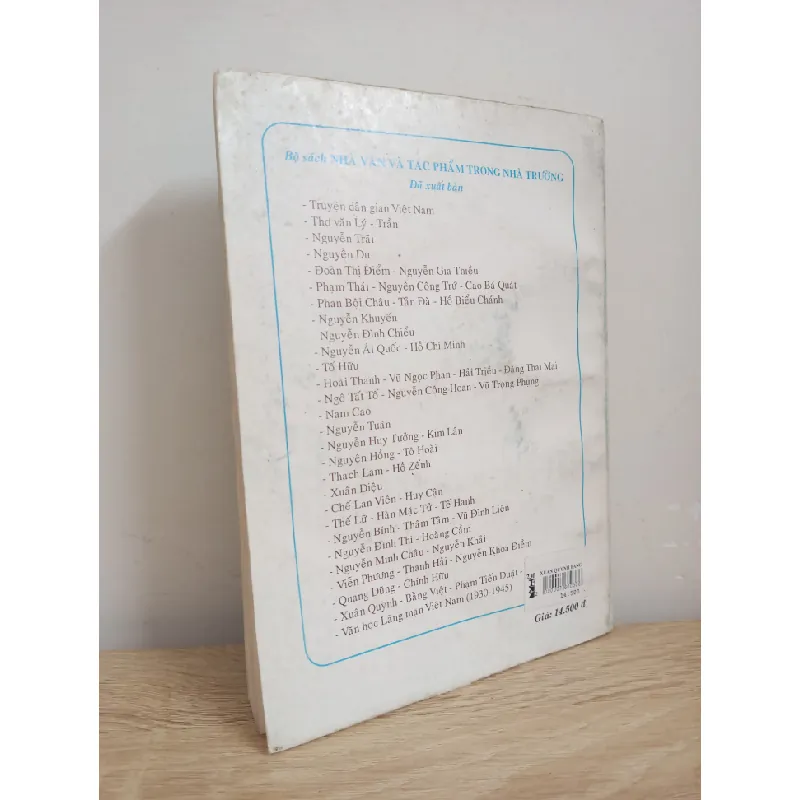 Bộ sách NHÀ VĂN VÀ TÁC PHẨM TRONG NHÀ TRƯỜNG
Đã xuất bản
- Truyện dân gian Việt Nam
- Thơ văn Lý - Trần
- Nguyễn Trãi
- Nguyễn Du
- Đoàn Thị Điểm - Nguyễn Gia Thiều
- Phạm Thái - Nguyễn Công Trứ - Cao Bá Quát
- Phan Bội Châu - Tản Đà - Hồ Biểu Chánh
- Nguyễn Khuyến
Nguyễn Đình Chiểu
- Nguyễn Ái Quốc - Hồ Chí Minh
- Tố Hữu
- Hoài Thanh - Vũ Ngọc Phan - Hải Triều - Đặng Thai Mai
- Ngô Tất Tố - Nguyễn Công Hoan - Vũ Trọng Phụng
- Nam Cao
- Nguyễn Tuân
- Nguyễn Huy Tưởng - Kim Lân
- Nguyên Hồng - Tô Hoài
- Thạch Lam - Hồ Zếnh
- Xuân Diệu
- Chế Lan Viên - Huy Cận
- Thế Lữ - Hàn Mặc Tử - Tế Hanh
- Nguyễn Bính - Thâm Tâm - Vũ Đình Liên
- Nguyễn Đình Thi - Hoàng Cầm
- Nguyễn Minh Châu - Nguyễn Khải
- Viễn Phương - Thanh Hải - Nguyễn Khoa Điềm
- Quang Dũng - Chính Hữu
- Xuân Quỳnh - Bằng Việt - Phạm Tiến Duật -
- Văn học Lãng mạn Việt Nam (1930-1945)
XUAN QUYNH BANG
Giá: 14.500 đ